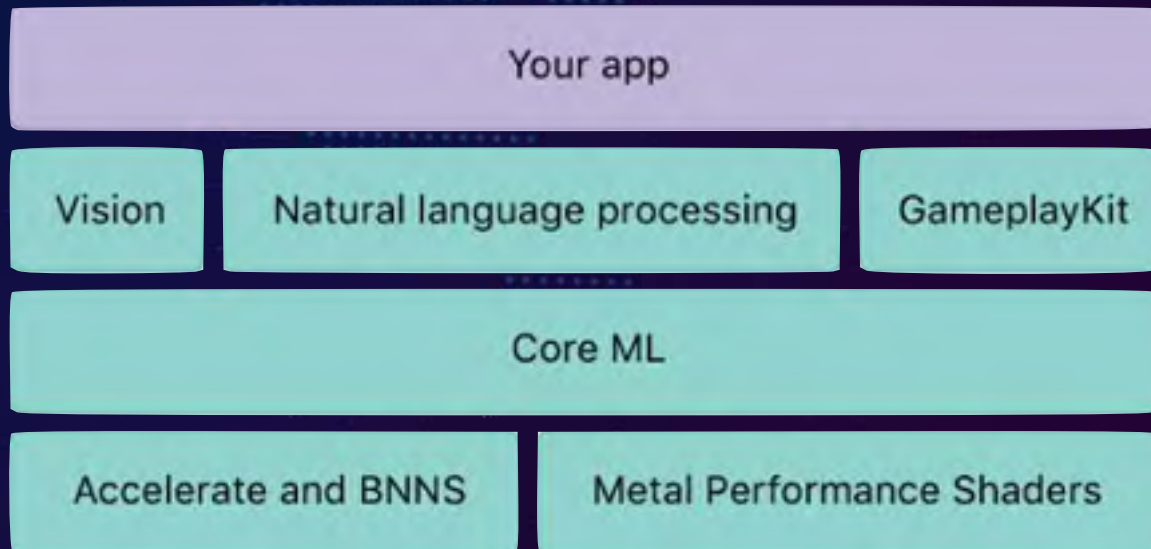 Your app
Vision
Natural language processing
GameplayKit
Core ML
Accelerate and BNNS
Metal Performance Shaders